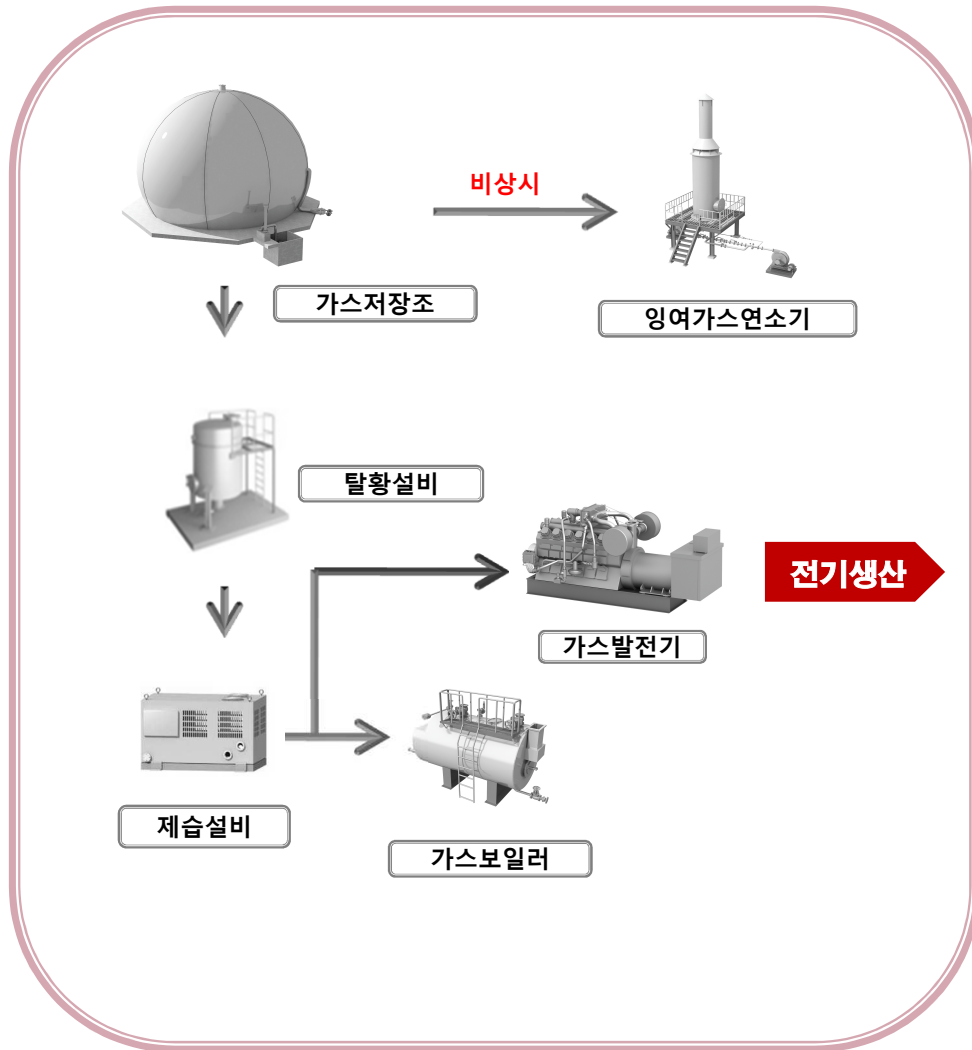 비상시
가스저장조
잉여가스연소기
탈황설비
전기생산
가스발전기
제습설비
가스보일러